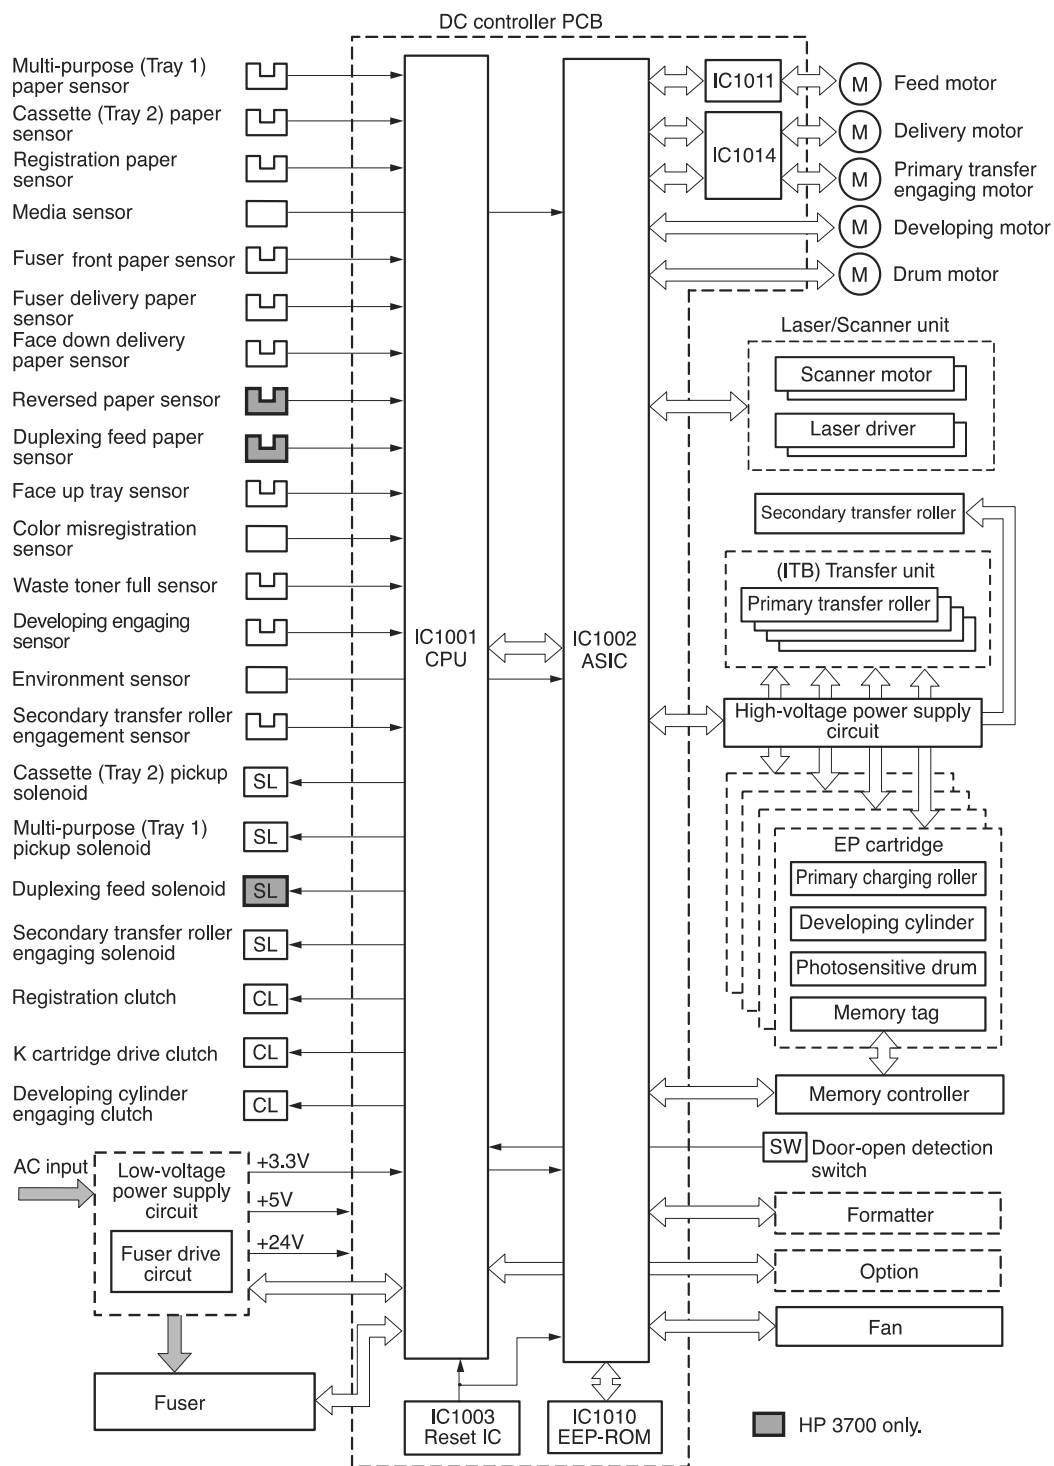 DC controller PCB
Multi-purpose (Tray 1)
paper sensor
Cassette (Tray 2) paper
sensor
Registration paper
sensor
Media sensor
Fuser front paper sensor
Fuser delivery paper
sensor
Face down delivery
paper sensor
Reversed paper sensor
Duplexing feed paper
sensor
Face up tray sensor
Color misregistration
sensor
Waste toner full sensor
Developing engaging
sensor
Environment sensor
Secondary transfer roller
engagement sensor
Cassette (Tray 2) pickup
solenoid
SL
Multi-purpose (Tray 1)
pickup solenoid
SL
Duplexing feed solenoid
SL
Secondary transfer roller
engaging solenoid
SL
Registration clutch
CL
K cartridge drive clutch
CL
Developing cylinder
engaging clutch
CL
AC input
Low-voltage
power supply
circuit
Fuser drive
circut
+3.3V
+5V
+24V
Fuser
IC1001
CPU
IC1002
ASIC
IC1003
Reset IC
IC1010
EEP-ROM
IC1011
IC1014
M
Feed motor
M
Delivery motor
M
Primary transfer
engaging motor
M
Developing motor
M
Drum motor
Laser/Scanner unit
Scanner motor
Laser driver
Secondary transfer roller
(ITB) Transfer unit
Primary transfer roller
High-voltage power supply
circuit
EP cartridge
Primary charging roller
Developing cylinder
Photosensitive drum
Memory tag
Memory controller
SW
Door-open detection
switch
Formatter
Option
Fan
HP 3700 only.